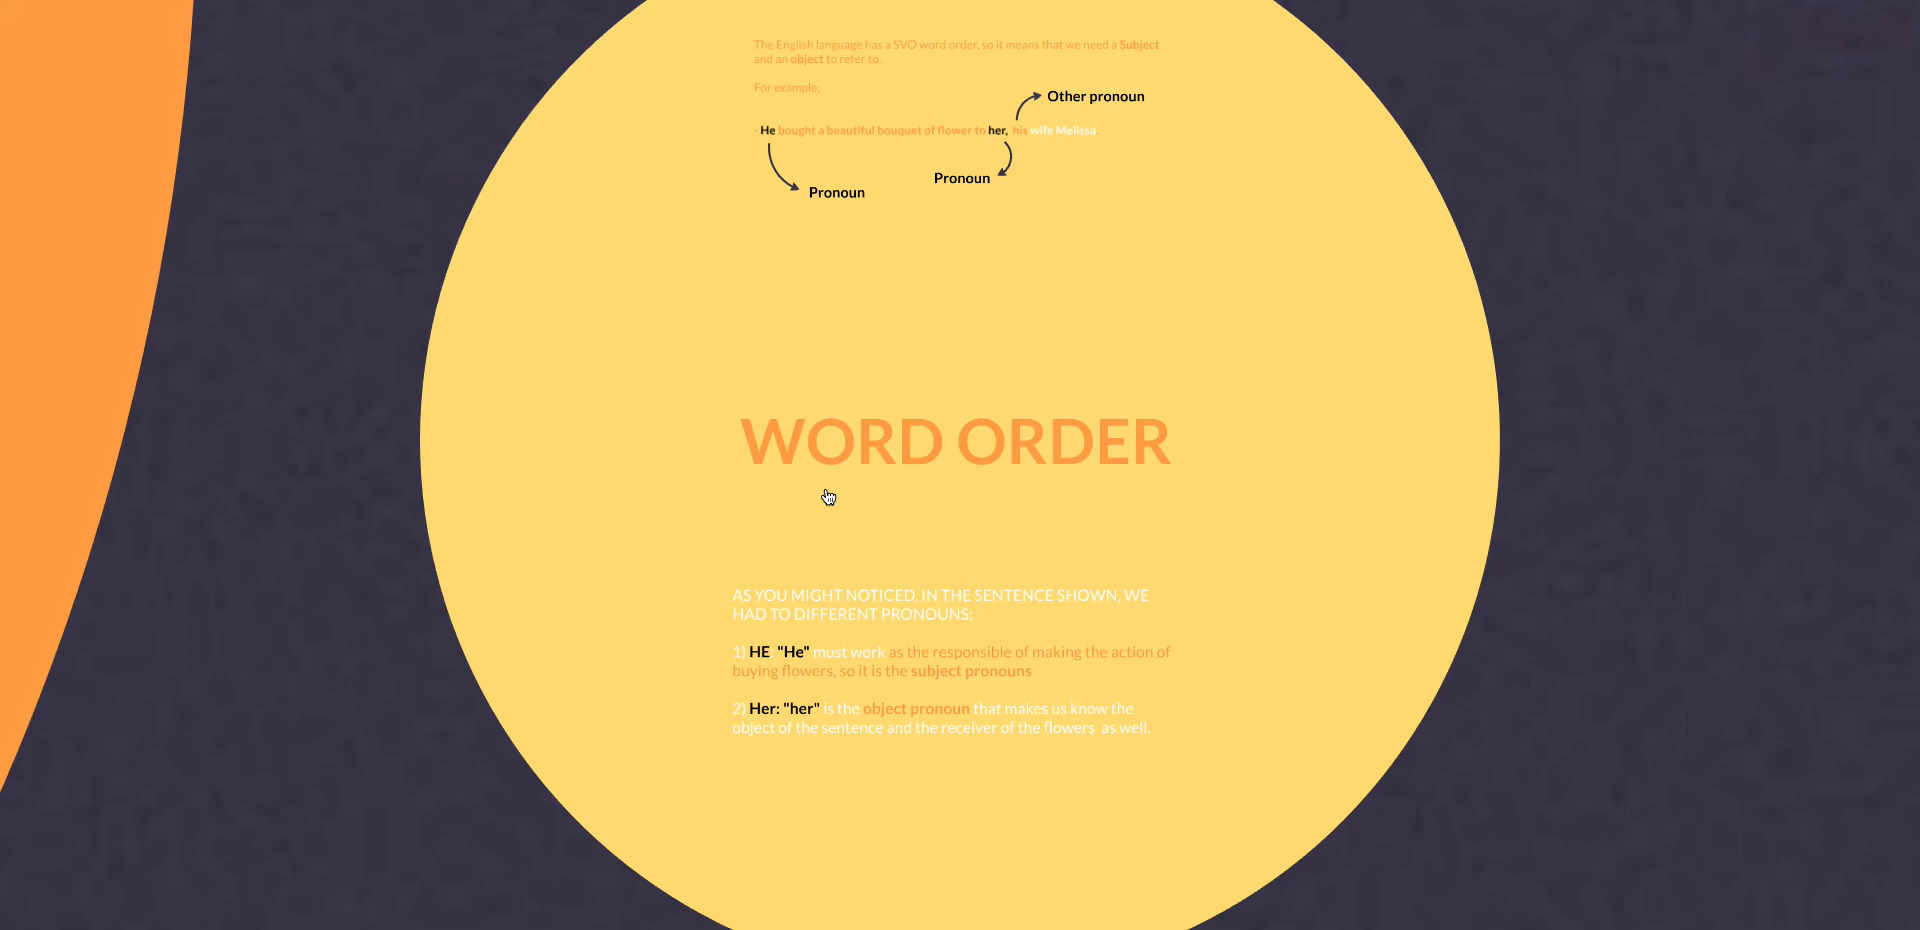 The English language has a SVO word order, so it means that we need a Subject
and an object to refer to.
For example;
Other pronoun
- He bought a beautiful bouquet of flower to her, his wife Melissa.
Pronoun
Pronoun
WORD ORDER
AS YOU MIGHT NOTICED. IN THE SENTENCE SHOWN, WE
HAD TO DIFFERENT PRONOUNS;
1) HE: "He" must work as the responsible of making the action of
buying flowers, so it is the subject pronouns
2) Her: "her" is the object pronoun that makes us know the
object of the sentence and the receiver of the flowers as well.